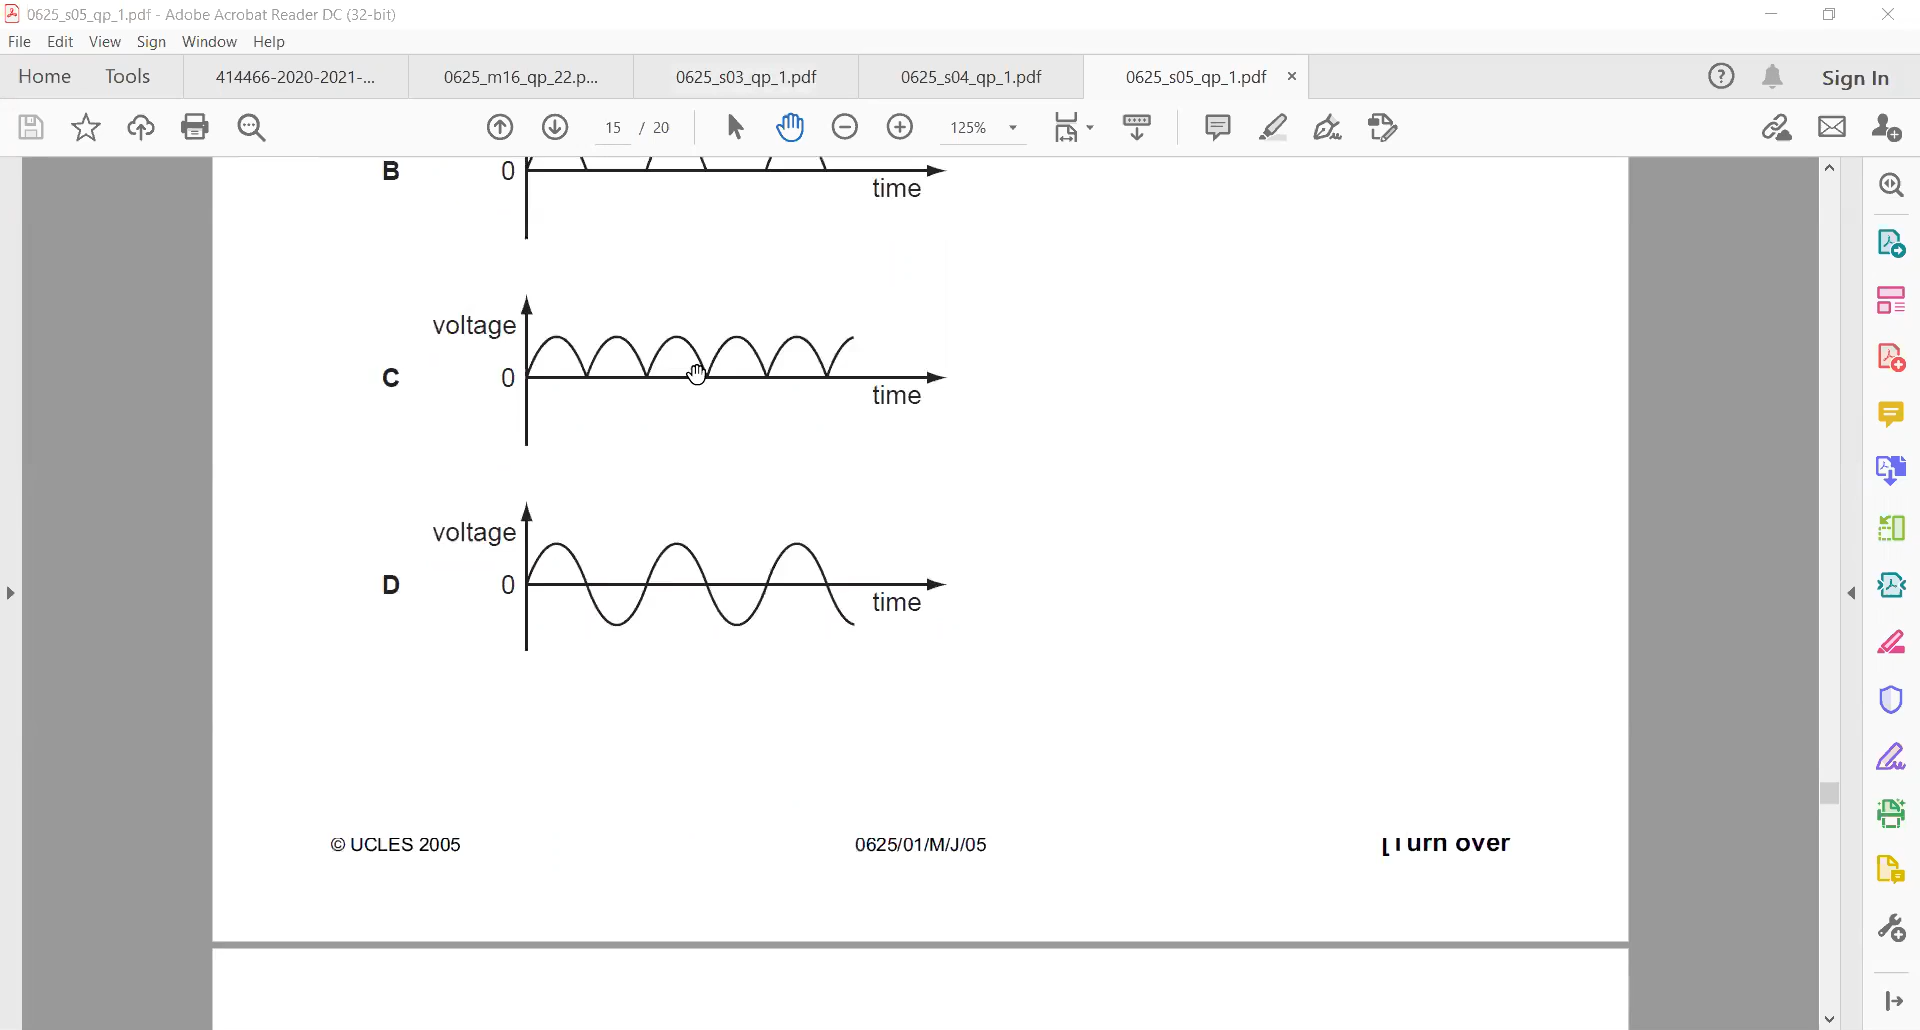 0625_s05_qp_1.pdf - Adobe Acrobat Reader DC (32-bit)
File Edit View Sign Window Help
Home Tools 414466-2020-2021-... 0625_m16_qp_22.p... 0625_s03_qp_1.pdf 0625_s04_qp_1.pdf 0625_s05_qp_1.pdf Sign In
15 / 20 125%
B 0
time
voltage
C 0
time
voltage
D 0
time
© UCLES 2005 0625/01/M/J/05 [Turn over